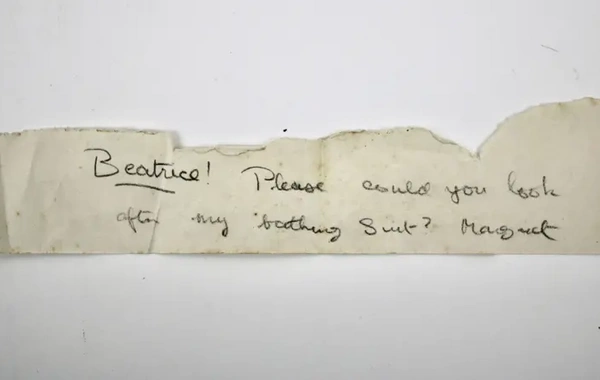 Beatrice! Please could you look
after my bathing Suit? Margaret